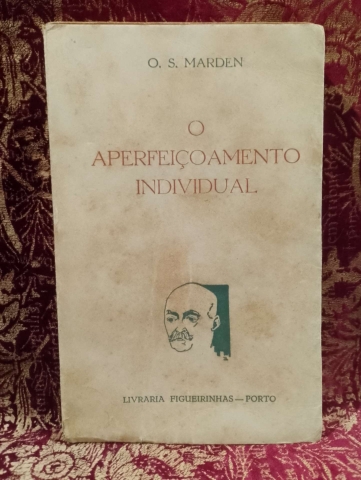 O. S. MARDEN
O
APERFEIÇOAMENTO
INDIVIDUAL
LIVRARIA FIGUEIRINHAS — PORTO